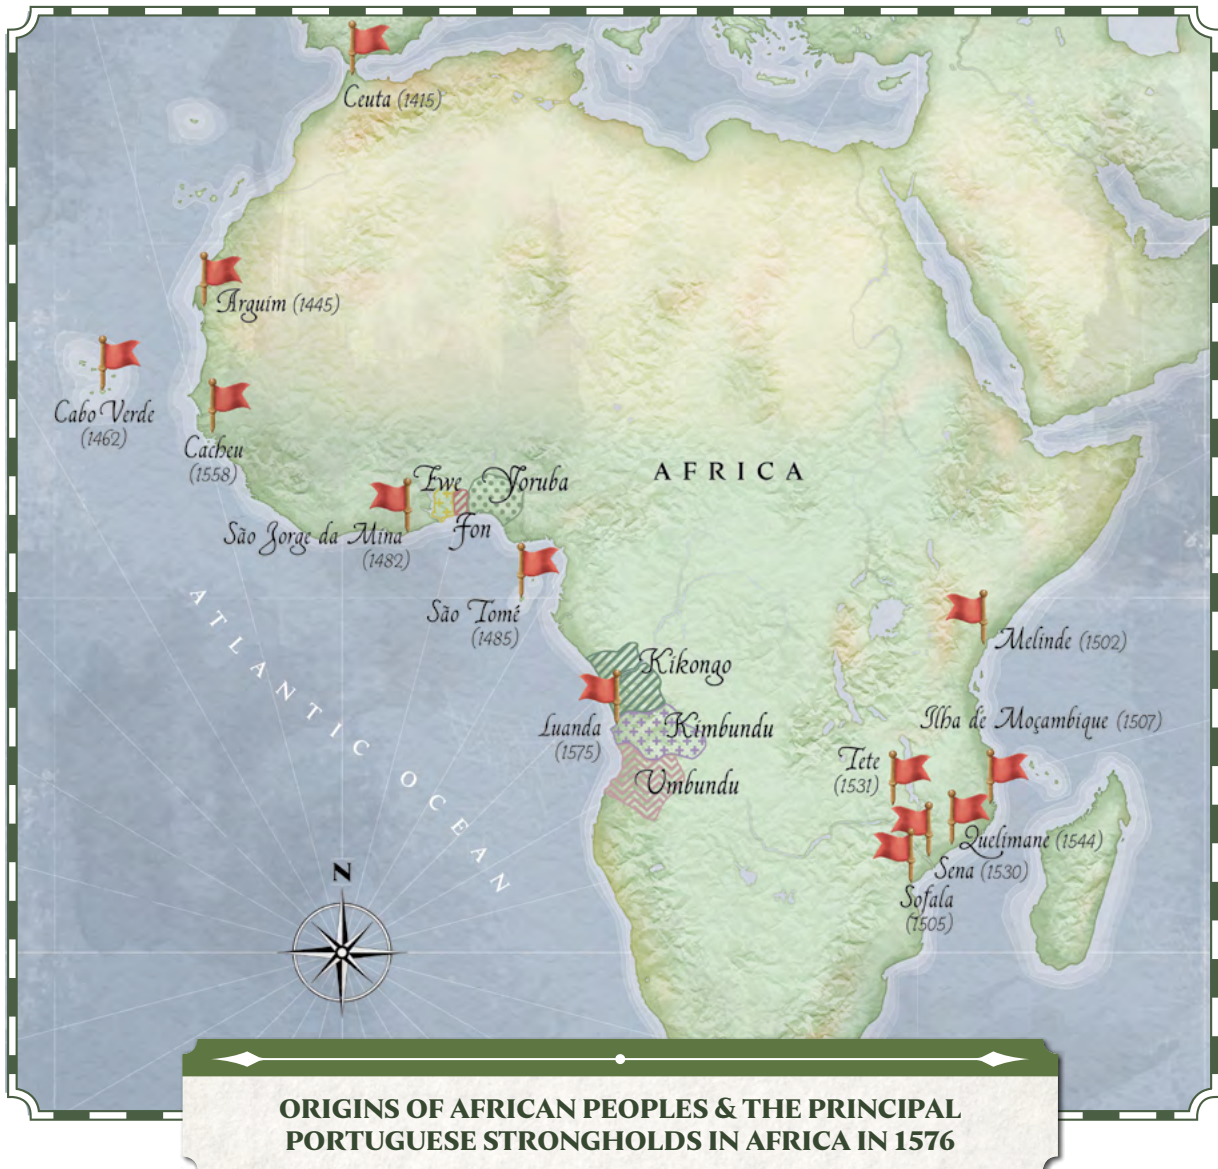 Ceuta (1415)
Arguim (1445)
Cabo Verde
(1462)
Cacheu
(1558)
Ewe
Yoruba
AFRICA
São Jorge da Mina
(1482)
Fon
São Tomé
(1485)
ATLANTIC OCEAN
Melinde (1502)
Kikongo
Luanda
(1575)
Kimbundu
Ilha de Moçambique (1507)
Tete
(1531)
Umbundu
Quelimane (1544)
Sena (1530)
Sofala
(1505)
N
ORIGINS OF AFRICAN PEOPLES & THE PRINCIPAL
PORTUGUESE STRONGHOLDS IN AFRICA IN 1576